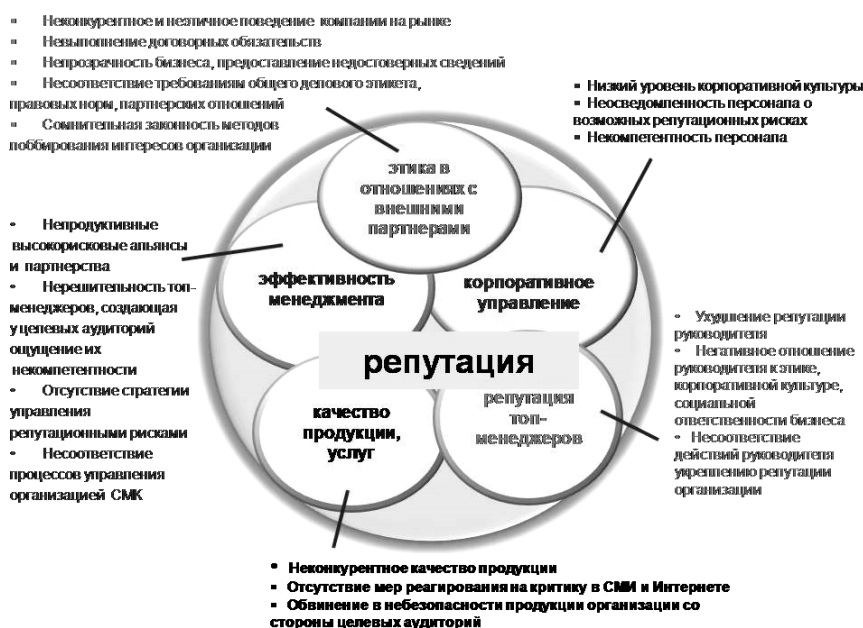 ▪ Неконкурентное и неэтичное поведение компании на рынке
▪ Невыполнение договорных обязательств
▪ Непрозрачность бизнеса, предоставление недостоверных сведений
▪ Несоответствие требованиям общего делового этикета,
правовых норм, партнерских отношений
▪ Сомнительная законность методов
лоббирования интересов организации
▪ Низкий уровень корпоративной культуры
▪ Неосведомленность персонала о
возможных репутационных рисках
▪ Некомпетентность персонала
этика в
отношениях с
внешними
партнерами
• Непродуктивные
высокорисковые альянсы
и партнерства
• Нерешительность топ-
менеджеров, создающая
у целевых аудиторий
ощущение их
некомпетентности
• Отсутствие стратегии
управления
репутационными рисками
• Несоответствие
процессов управления
организацией СМК
эффективность
менеджмента
корпоративное
управление
репутация
качество
продукции,
услуг
репутация
топ-
менеджеров
• Ухудшение репутации
руководителя
• Негативное отношение
руководителя к этике,
корпоративной культуре,
социальной
ответственности бизнеса
• Несоответствие
действий руководителя
укреплению репутации
организации
• Неконкурентное качество продукции
▪ Отсутствие мер реагирования на критику в СМИ и Интернете
▪ Обвинение в небезопасности продукции организации со
стороны целевых аудиторий